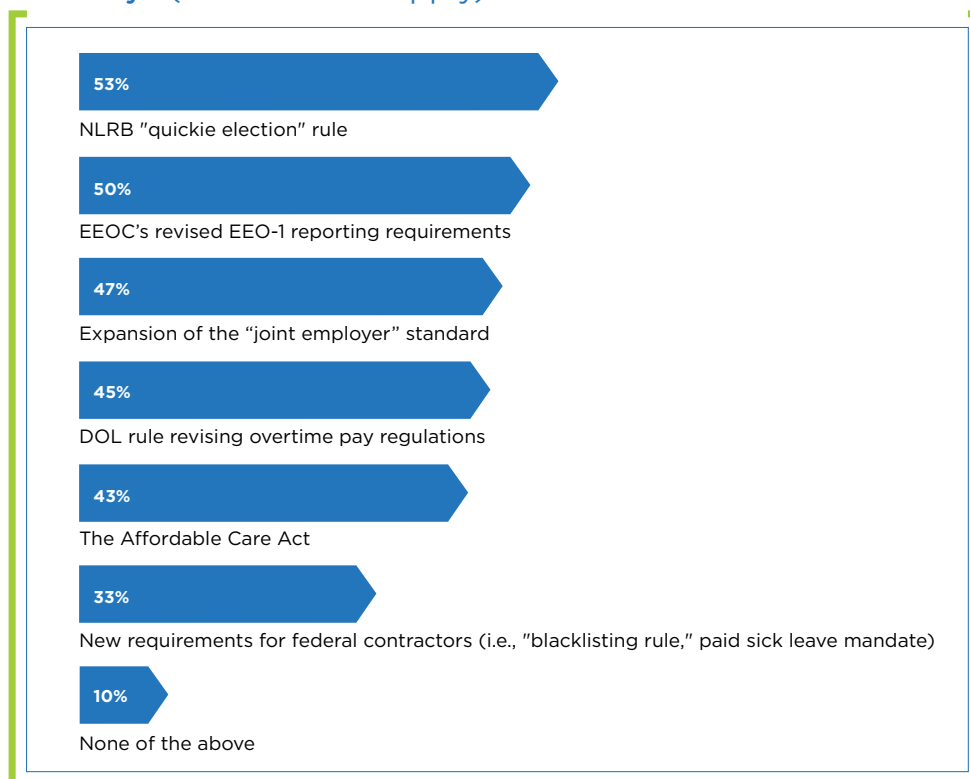 53%
NLRB "quickie election" rule
50%
EEOC’s revised EEO-1 reporting requirements
47%
Expansion of the “joint employer” standard
45%
DOL rule revising overtime pay regulations
43%
The Affordable Care Act
33%
New requirements for federal contractors (i.e., "blacklisting rule," paid sick leave mandate)
10%
None of the above